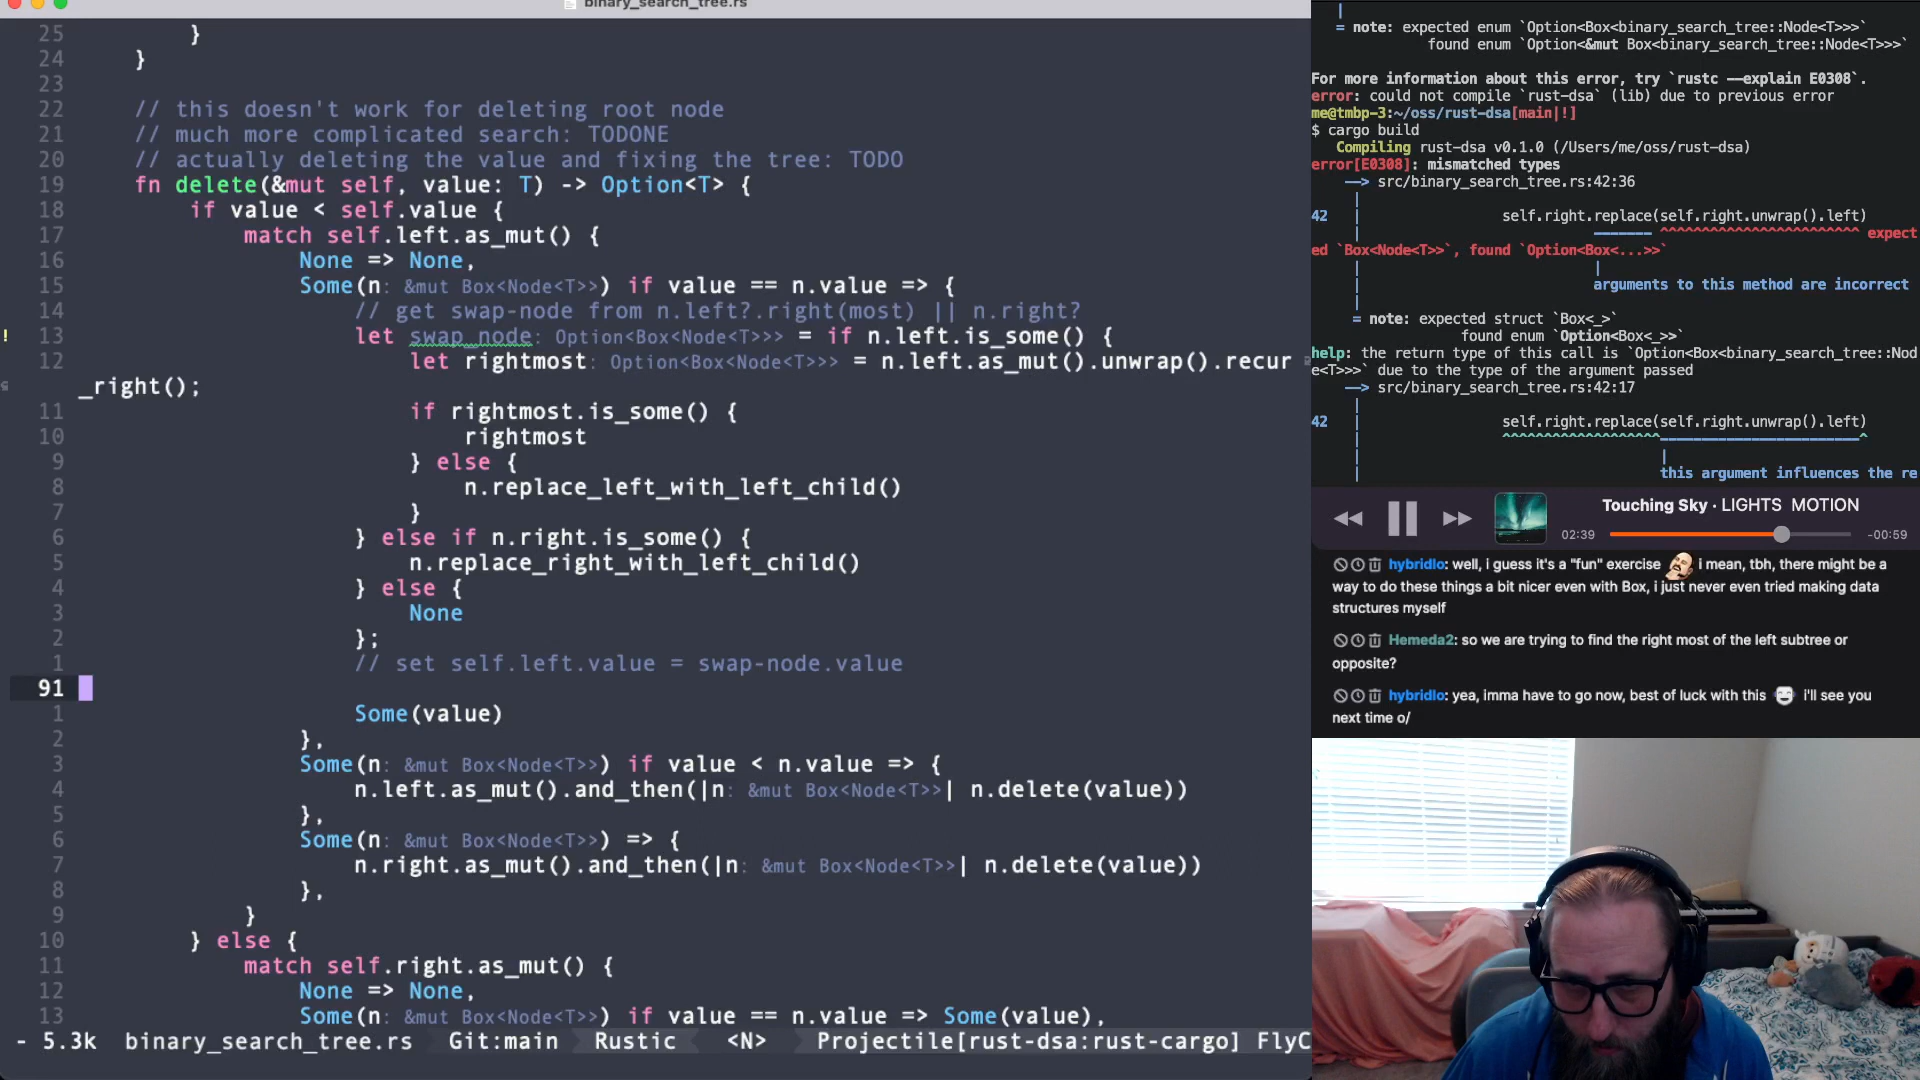 binary_search_tree.rs
25 }
24 }
23
22 // this doesn't work for deleting root node
21 // much more complicated search: TODONE
20 // actually deleting the value and fixing the tree: TODO
19 fn delete(&mut self, value: T) -> Option<T> {
18 if value < self.value {
17 match self.left.as_mut() {
16 None => None,
15 Some(n: &mut Box<Node<T>>) if value == n.value => {
14 // get swap-node from n.left?.right(most) || n.right?
! 13 let swap_node: Option<Box<Node<T>>> = if n.left.is_some() {
12 let rightmost: Option<Box<Node<T>>> = n.left.as_mut().unwrap().recur
_right();
11 if rightmost.is_some() {
10 rightmost
9 } else {
8 n.replace_left_with_left_child()
7 }
6 } else if n.right.is_some() {
5 n.replace_right_with_left_child()
4 } else {
3 None
2 };
1 // set self.left.value = swap-node.value
91
1 Some(value)
2 },
3 Some(n: &mut Box<Node<T>>) if value < n.value => {
4 n.left.as_mut().and_then(|n: &mut Box<Node<T>>| n.delete(value))
5 },
6 Some(n: &mut Box<Node<T>>) => {
7 n.right.as_mut().and_then(|n: &mut Box<Node<T>>| n.delete(value))
8 },
9 }
10 } else {
11 match self.right.as_mut() {
12 None => None,
13 Some(n: &mut Box<Node<T>>) if value == n.value => Some(value),
- 5.3k binary_search_tree.rs Git:main Rustic <N> Projectile[rust-dsa:rust-cargo] FlyC
|
= note: expected enum `Option<Box<binary_search_tree::Node<T>>>`
found enum `Option<&mut Box<binary_search_tree::Node<T>>>`
For more information about this error, try `rustc --explain E0308`.
error: could not compile `rust-dsa` (lib) due to previous error
me@tmbp-3:~/oss/rust-dsa[main|!]
$ cargo build
Compiling rust-dsa v0.1.0 (/Users/me/oss/rust-dsa)
error[E0308]: mismatched types
--> src/binary_search_tree.rs:42:36
|
42 | self.right.replace(self.right.unwrap().left)
| ------- ^^^^^^^^^^^^^^^^^^^^^^^^ expect
ed `Box<Node<T>>`, found `Option<Box<...>>`
| |
| arguments to this method are incorrect
|
= note: expected struct `Box<_>`
found enum `Option<Box<_>>`
help: the return type of this call is `Option<Box<binary_search_tree::Nod
e<T>>>` due to the type of the argument passed
--> src/binary_search_tree.rs:42:17
|
42 | self.right.replace(self.right.unwrap().left)
| ^^^^^^^^^^^^^^^^^^^------------------------^
| |
| this argument influences the re
Touching Sky · LIGHTS MOTION
02:39 -00:59
hybridlo: well, i guess it's a "fun" exercise i mean, tbh, there might be a
way to do these things a bit nicer even with Box, i just never even tried making data
structures myself
Hemeda2: so we are trying to find the right most of the left subtree or
opposite?
hybridlo: yea, imma have to go now, best of luck with this i'll see you
next time o/